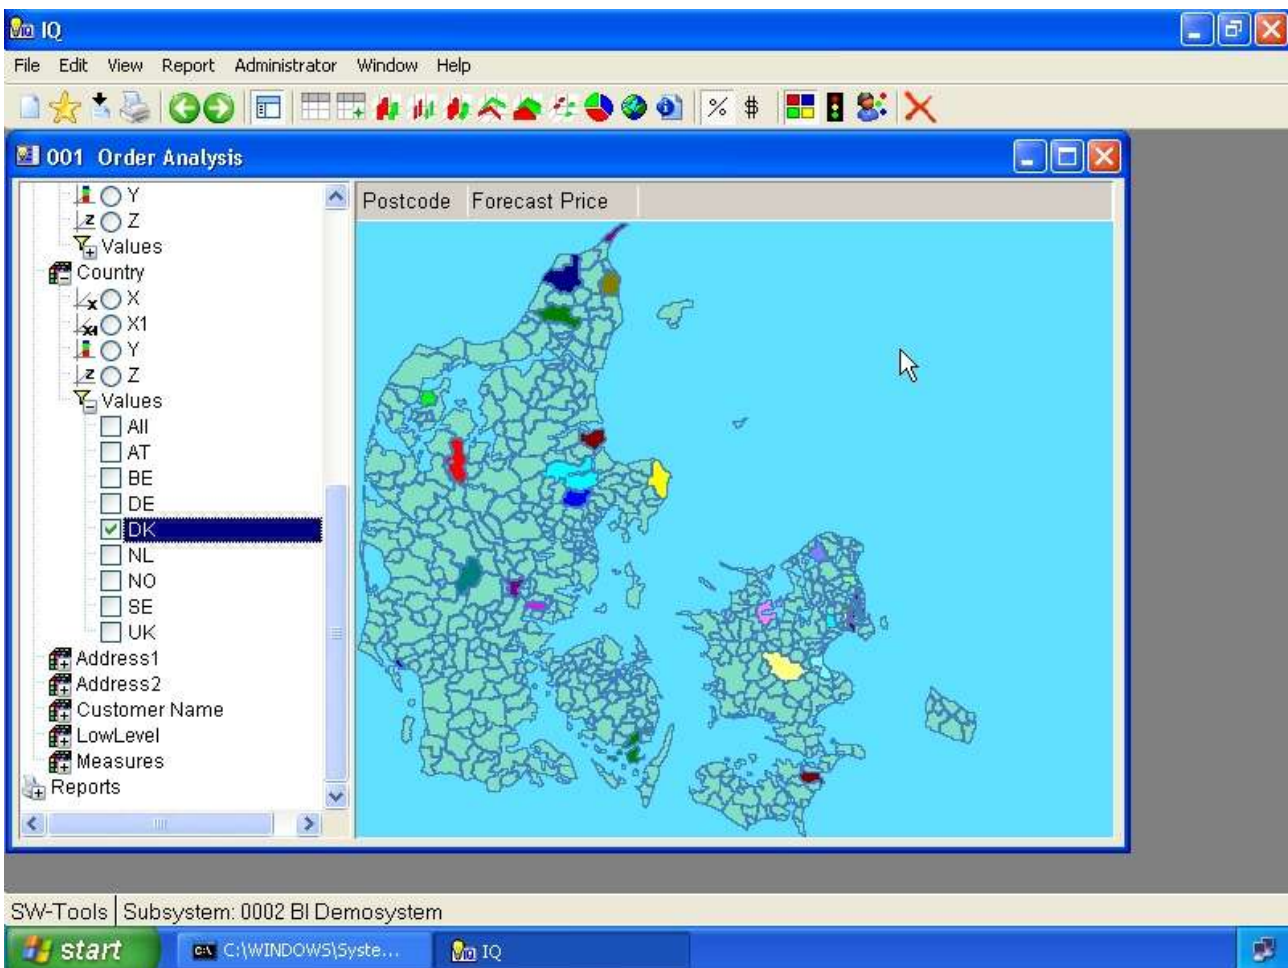 IQ
File Edit View Report Administrator Window Help
% $
001 Order Analysis
Y
Z
Values
Country
X
X1
Y
Z
Values
All
AT
BE
DE
DK
NL
NO
SE
UK
Address1
Address2
Customer Name
LowLevel
Measures
Reports
Postcode Forecast Price
SW-Tools Subsystem: 0002 BI Demosystem
start C:\WINDOWS\Syste... IQ